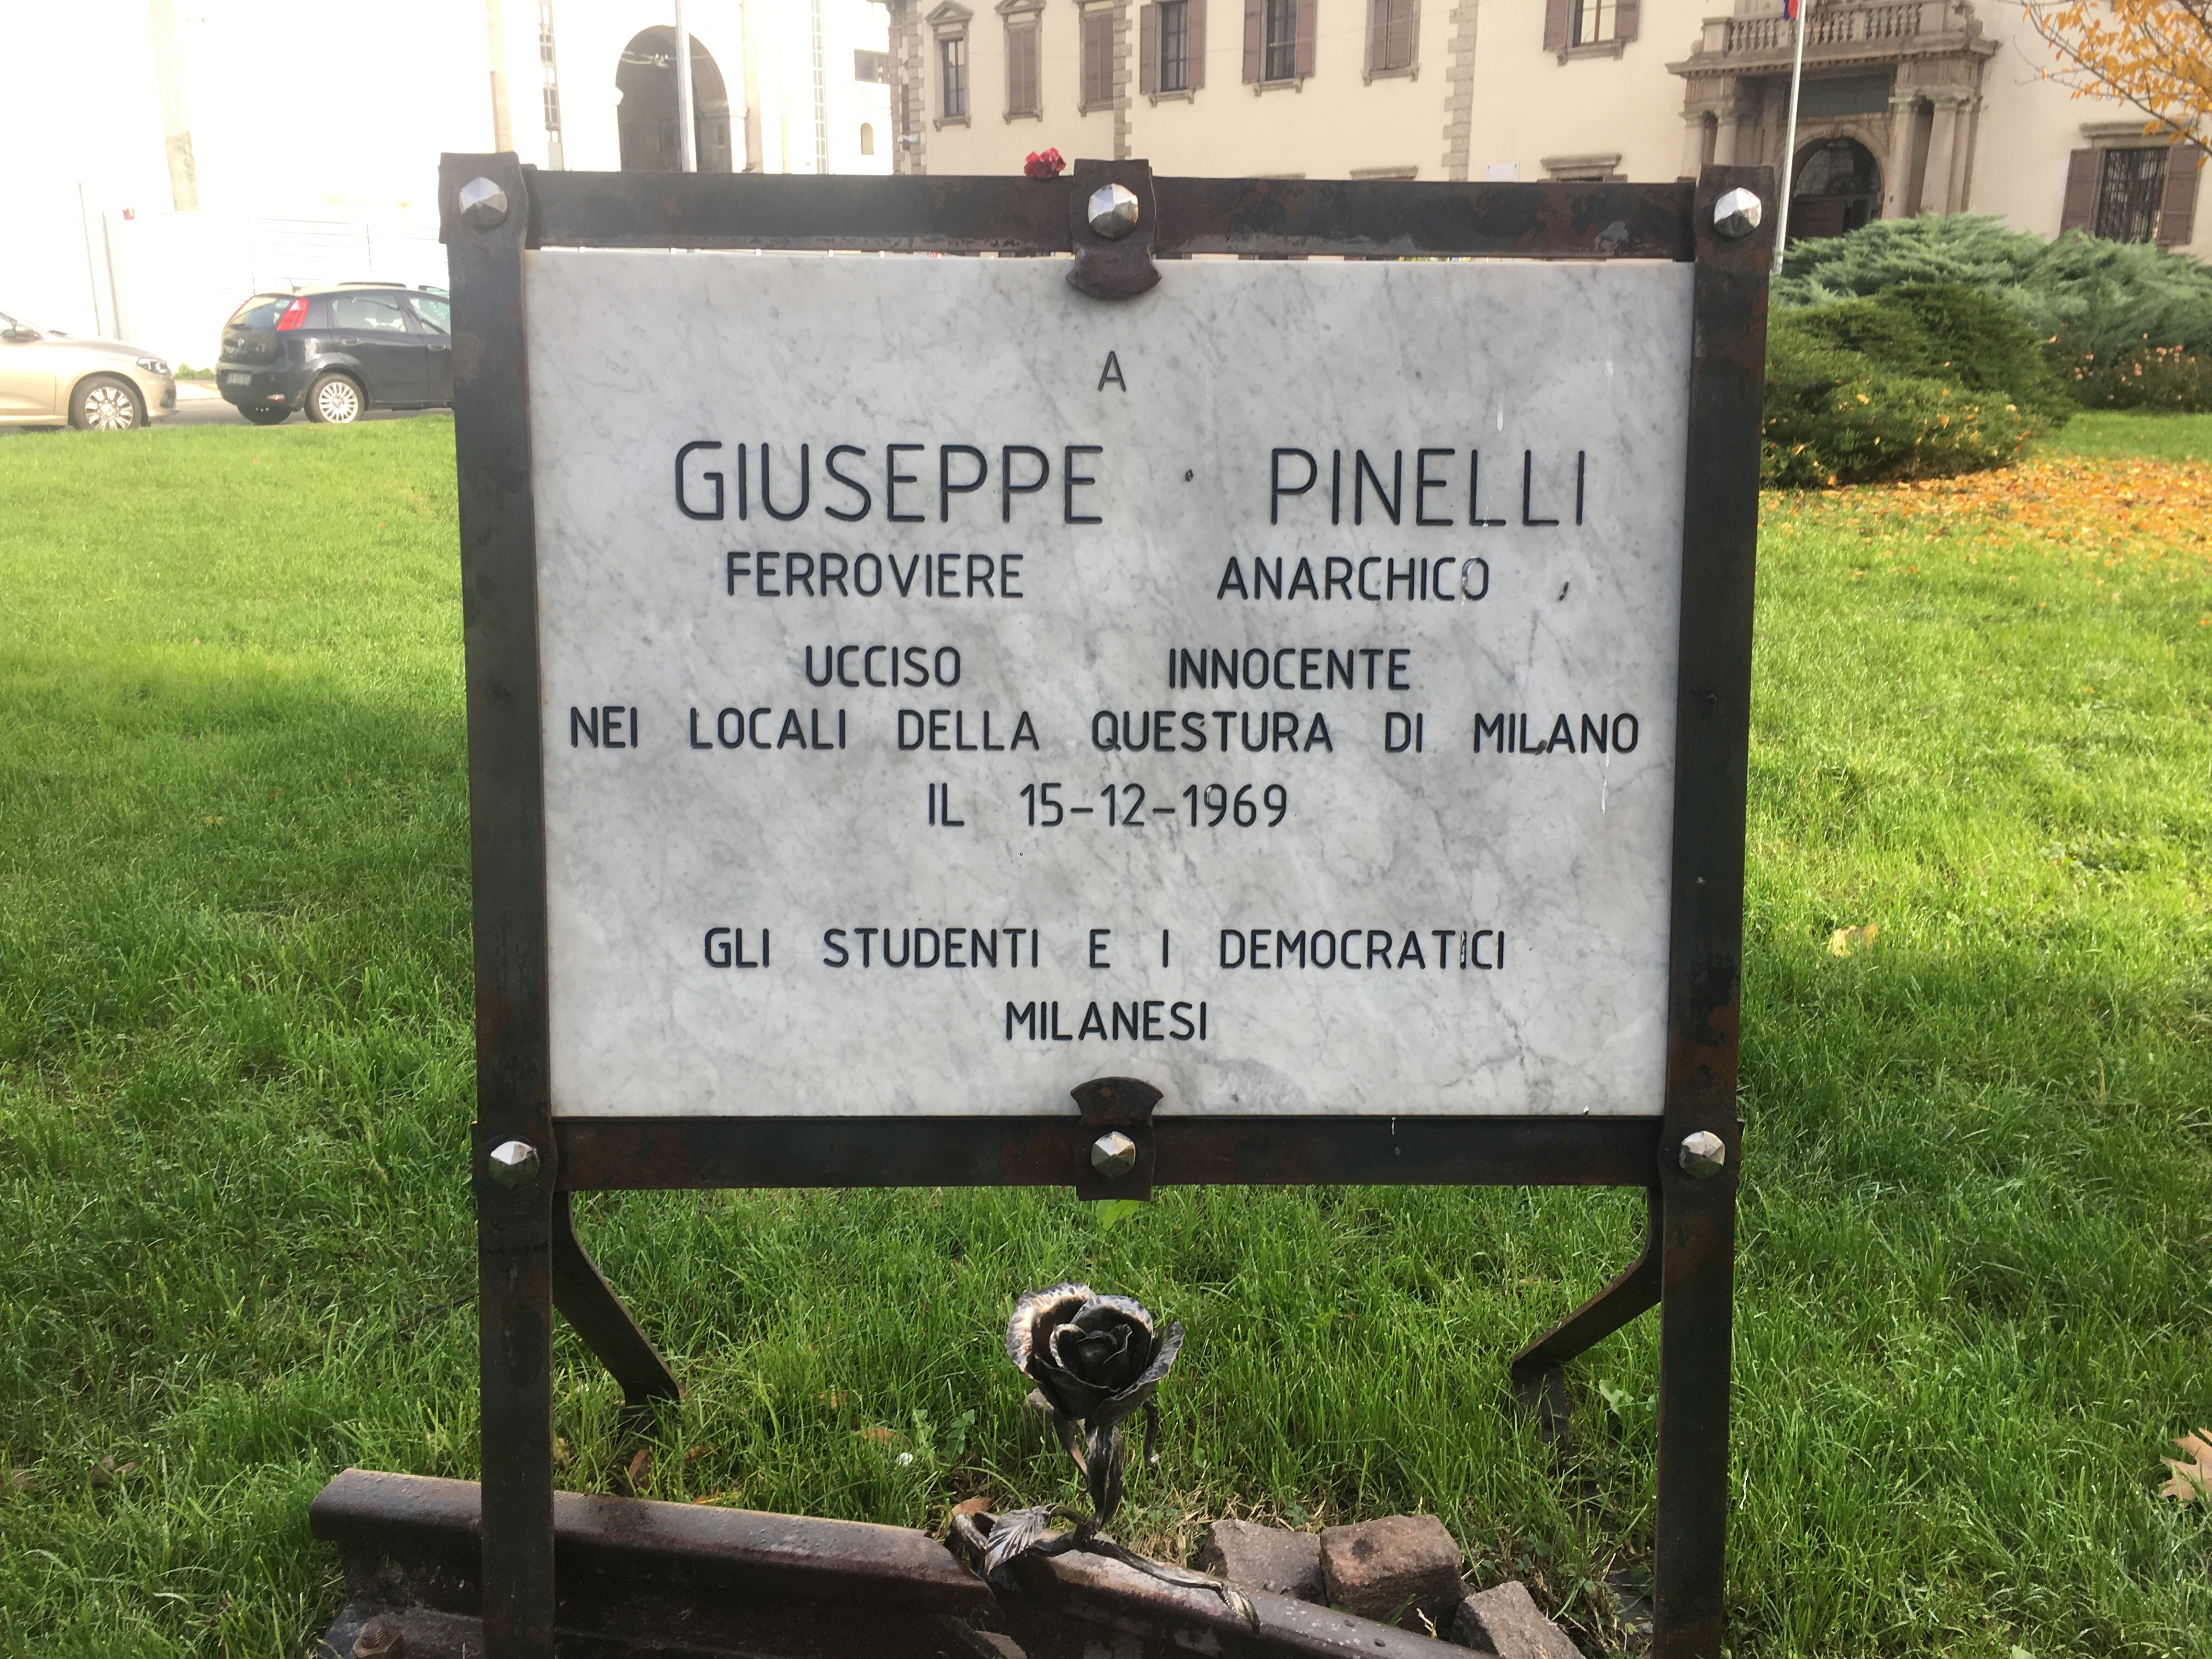 A
GIUSEPPE PINELLI
FERROVIERE ANARCHICO
UCCISO INNOCENTE
NEI LOCALI DELLA QUESTURA DI MILANO
IL 15-12-1969
GLI STUDENTI E I DEMOCRATICI
MILANESI